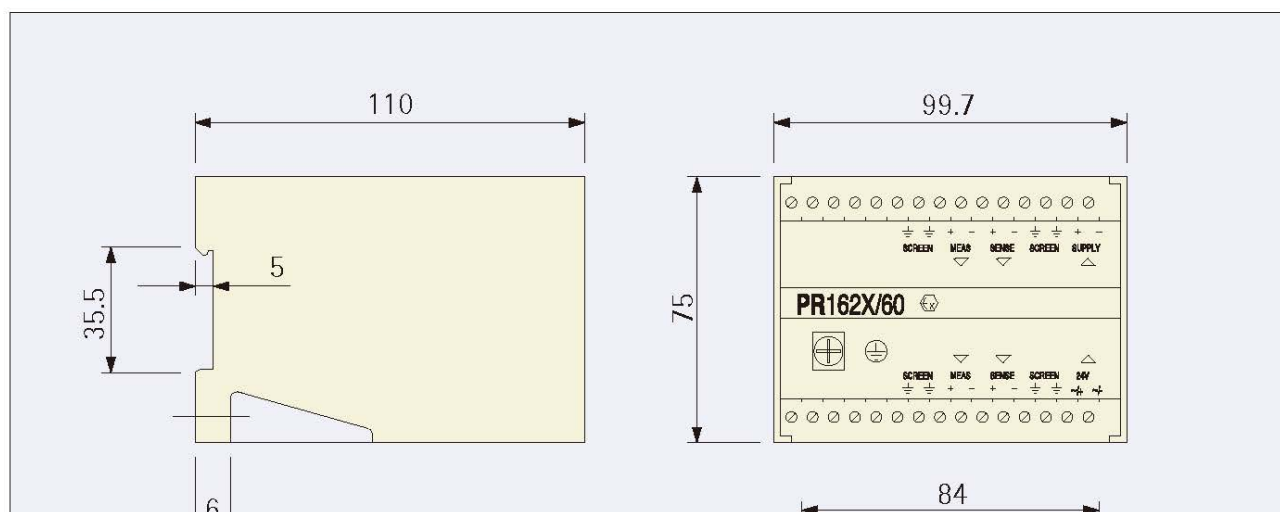 110
99.7
5
35.5
75
+ - + - + -
SCREEN MEAS SENSE SCREEN SUPPLY
PR162X/60 Ex
SCREEN MEAS SENSE SCREEN 24V
+ - + -
84
6